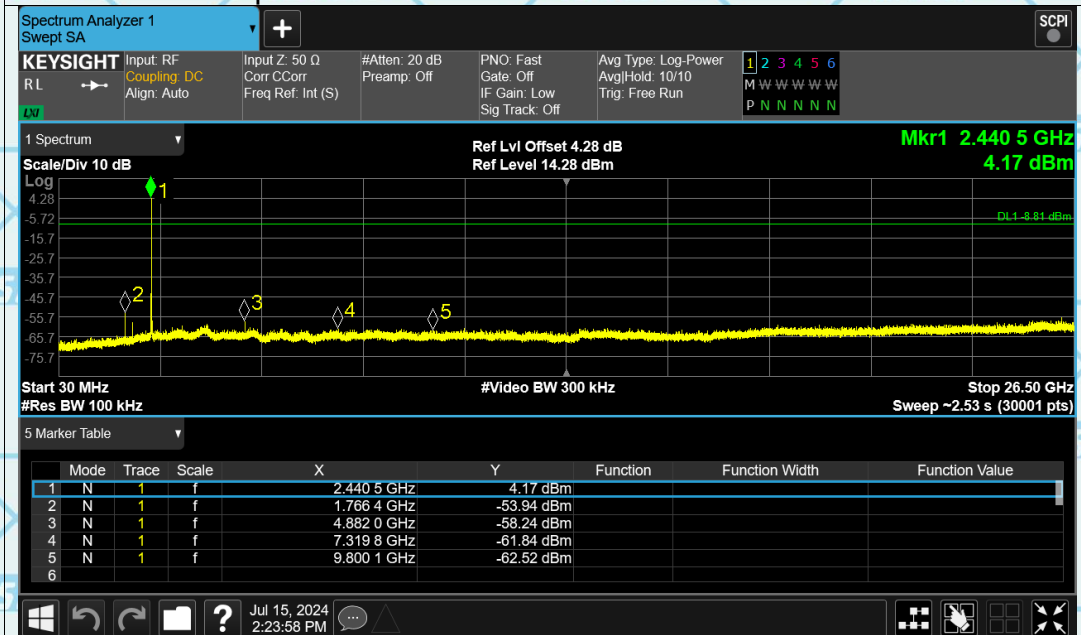 Spectrum Analyzer 1
Swept SA
+
SCPI
KEYSIGHT
RL
LXI
Input: RF
Coupling: DC
Align: Auto
Input Z: 50 Ω
Corr CCorr
Freq Ref: Int (S)
#Atten: 20 dB
Preamp: Off
PNO: Fast
Gate: Off
IF Gain: Low
Sig Track: Off
Avg Type: Log-Power
Avg|Hold: 10/10
Trig: Free Run
1 2 3 4 5 6
M W W W W W
P N N N N N
1 Spectrum
Scale/Div 10 dB
Ref Lvl Offset 4.28 dB
Ref Level 14.28 dBm
Mkr1 2.440 5 GHz
4.17 dBm
Log
4.28
-5.72
-15.7
-25.7
-35.7
-45.7
-55.7
-65.7
-75.7
1
2
3
4
5
DL1 -8.81 dBm
Start 30 MHz
#Video BW 300 kHz
Stop 26.50 GHz
#Res BW 100 kHz
Sweep ~2.53 s (30001 pts)
5 Marker Table
Mode Trace Scale X Y Function Function Width Function Value
1 N 1 f 2.440 5 GHz 4.17 dBm
2 N 1 f 1.766 4 GHz -53.94 dBm
3 N 1 f 4.882 0 GHz -58.24 dBm
4 N 1 f 7.319 8 GHz -61.84 dBm
5 N 1 f 9.800 1 GHz -62.52 dBm
6
?
Jul 15, 2024
2:23:58 PM